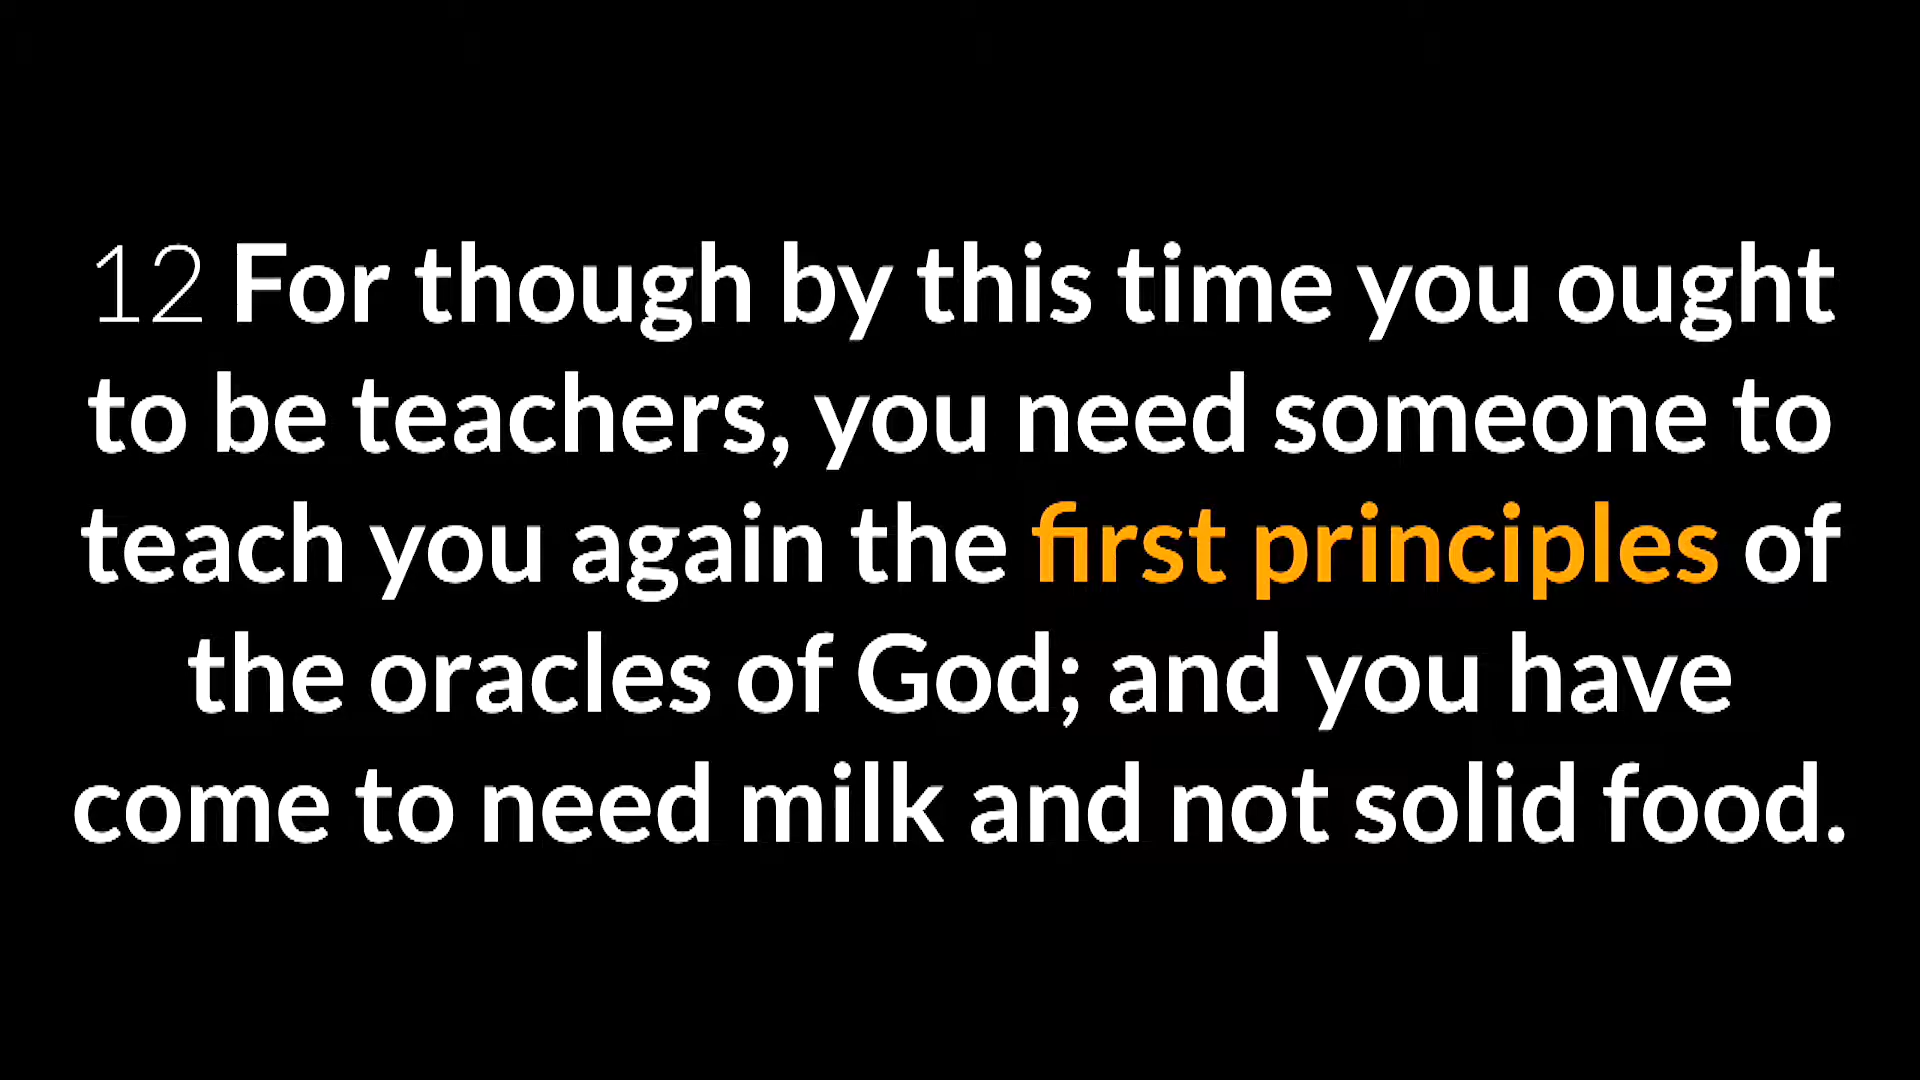 12 For though by this time you ought
to be teachers, you need someone to
teach you again the first principles of
the oracles of God; and you have
come to need milk and not solid food.